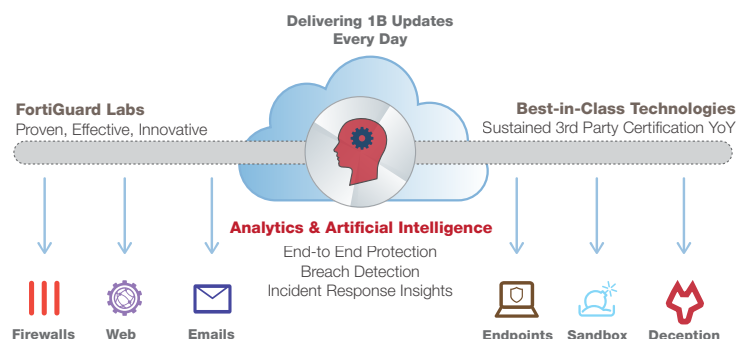 Delivering 1B Updates
Every Day
FortiGuard Labs
Proven, Effective, Innovative
Best-in-Class Technologies
Sustained 3rd Party Certification YoY
Analytics & Artificial Intelligence
End-to End Protection
Breach Detection
Incident Response Insights
Firewalls
Web
Emails
Endpoints
Sandbox
Deception